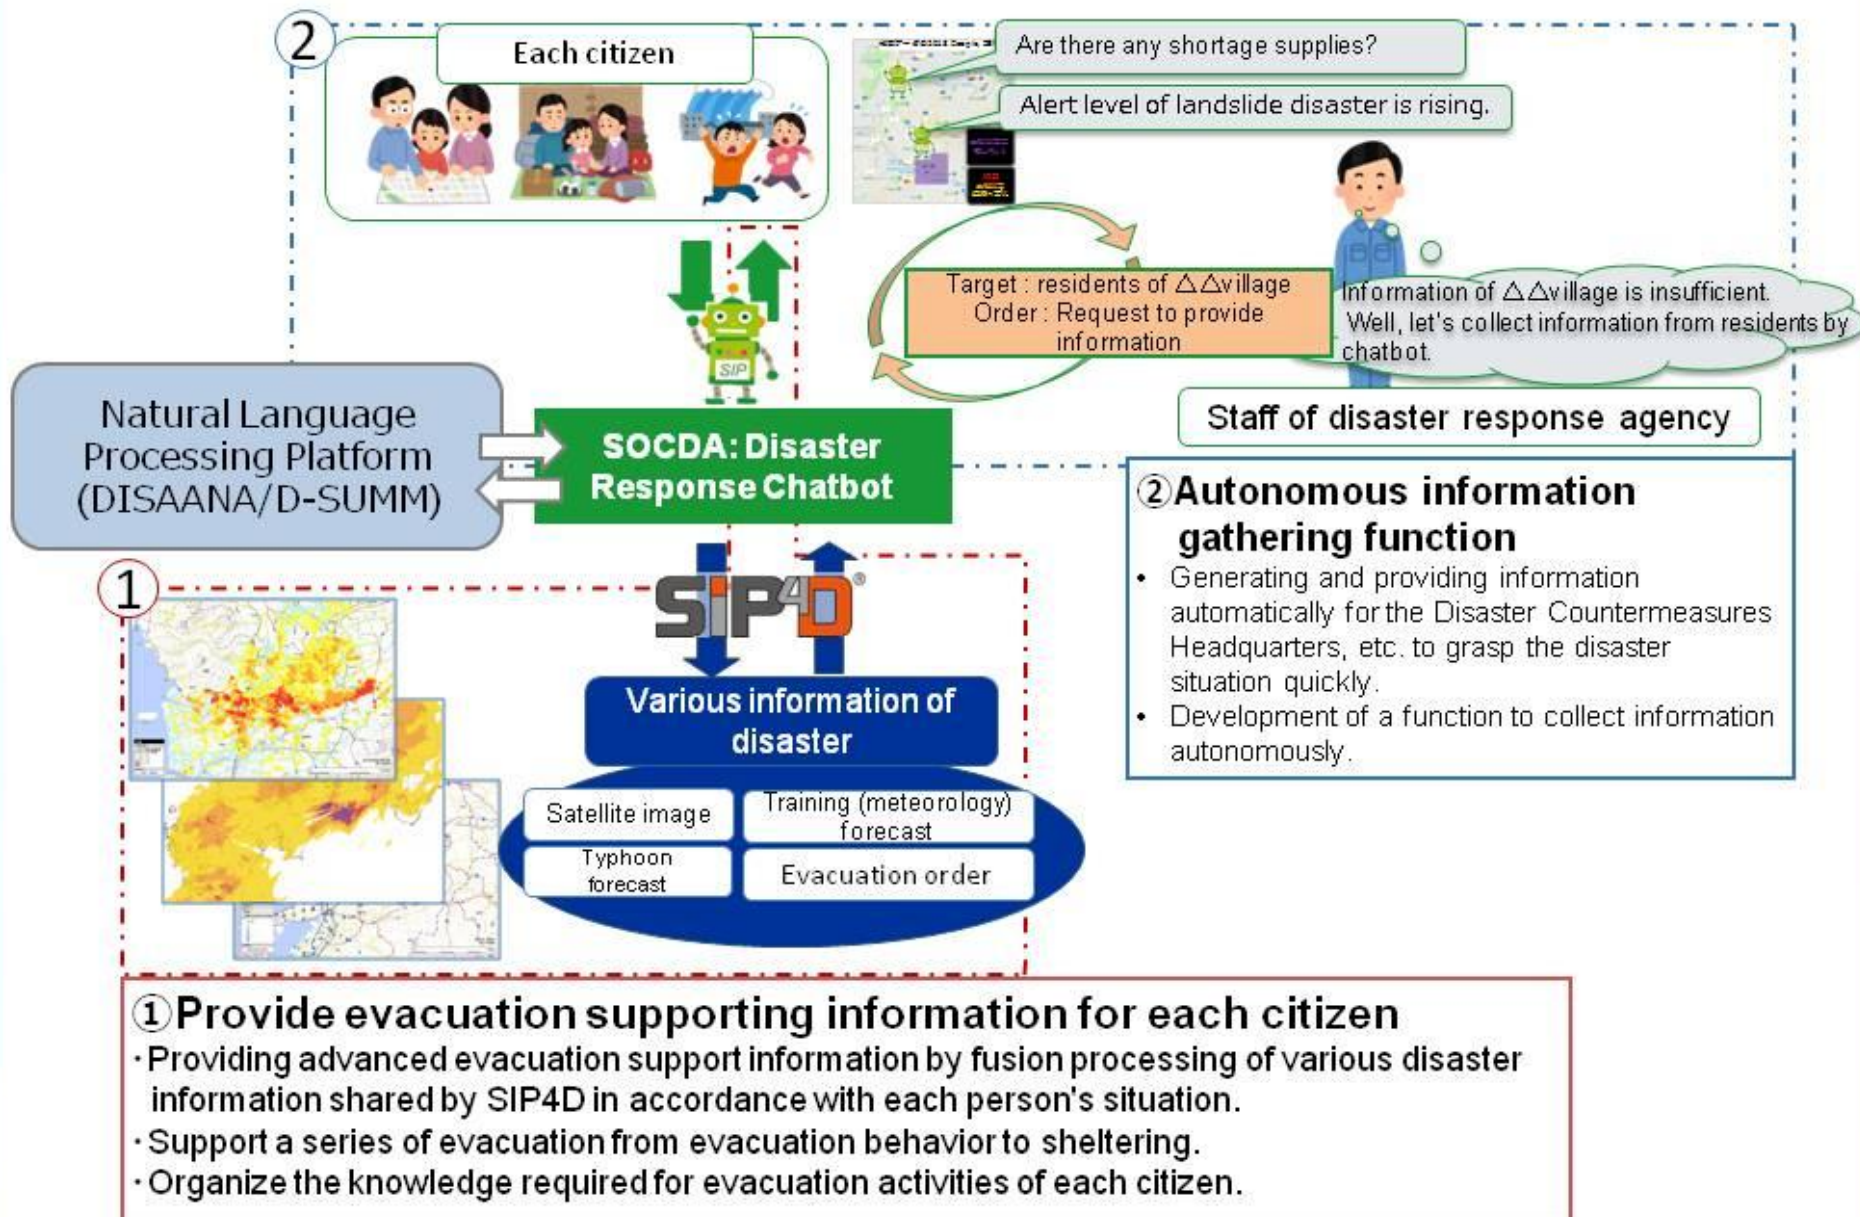 ②
Each citizen
Are there any shortage supplies?
Alert level of landslide disaster is rising.
Target : residents of △△village
Order : Request to provide
information
Information of △△village is insufficient.
Well, let's collect information from residents by
chatbot.
Staff of disaster response agency
SIP
Natural Language
Processing Platform
(DISAANA/D-SUMM)
SOCDA: Disaster
Response Chatbot
②Autonomous information
gathering function
• Generating and providing information
automatically for the Disaster Countermeasures
Headquarters, etc. to grasp the disaster
situation quickly.
• Development of a function to collect information
autonomously.
①
SIP4D®
Various information of
disaster
Satellite image
Training (meteorology)
forecast
Typhoon
forecast
Evacuation order
①Provide evacuation supporting information for each citizen
・Providing advanced evacuation support information by fusion processing of various disaster
information shared by SIP4D in accordance with each person's situation.
・Support a series of evacuation from evacuation behavior to sheltering.
・Organize the knowledge required for evacuation activities of each citizen.